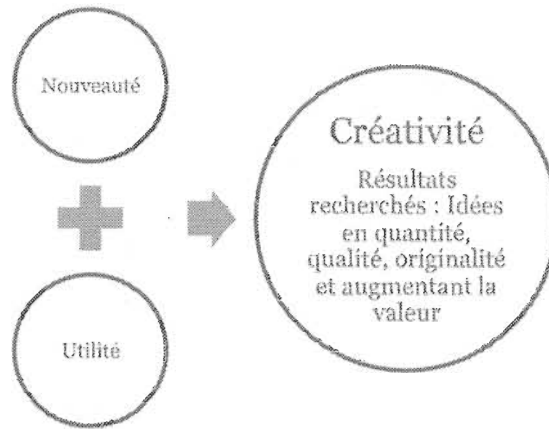 Nouveauté
Utilité
Créativité
Résultats
recherchés : Idées
en quantité,
qualité, originalité
et augmentant la
valeur